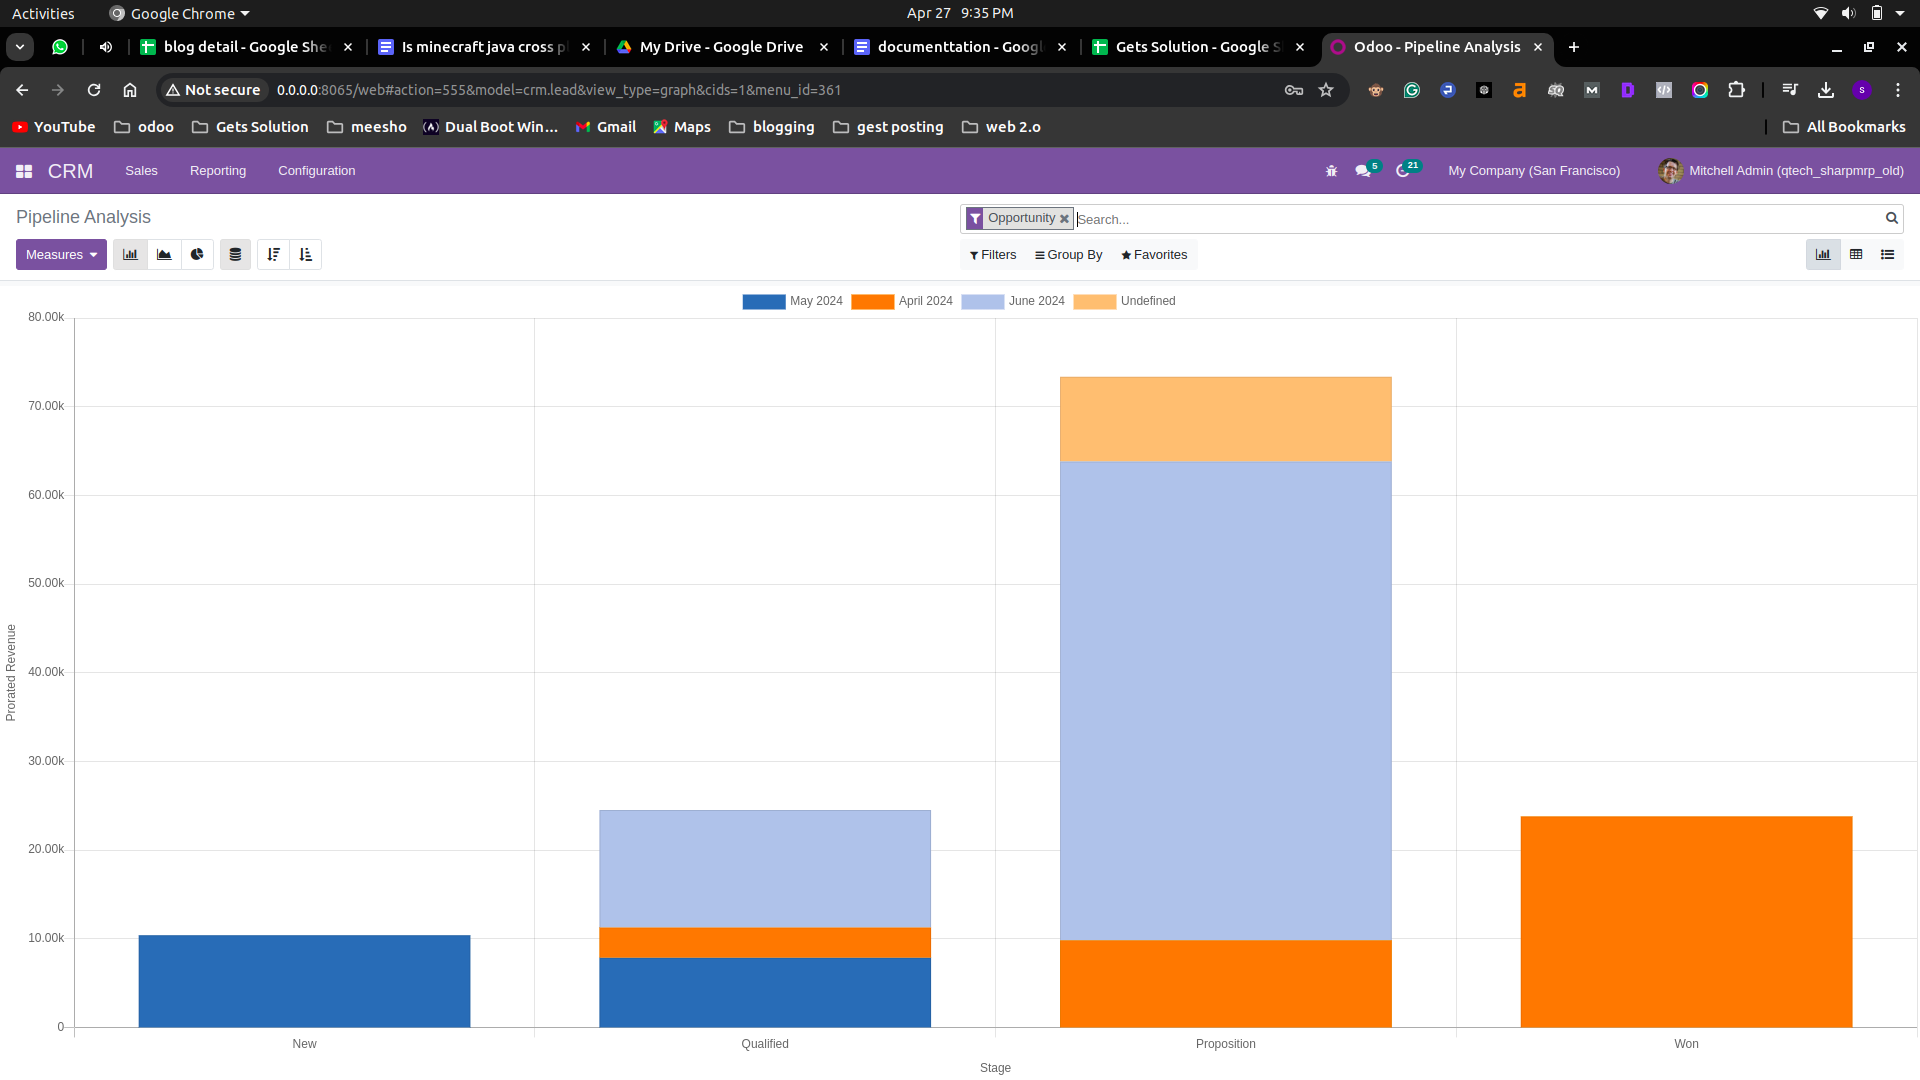 Activities Google Chrome Apr 27 9:35 PM
blog detail - Google She Is minecraft java cross p My Drive - Google Drive documenttation - Googl Gets Solution - Google S Odoo - Pipeline Analysis
Not secure 0.0.0.0:8065/web#action=555&model=crm.lead&view_type=graph&cids=1&menu_id=361
YouTube odoo Gets Solution meesho Dual Boot Win... Gmail Maps blogging gest posting web 2.o All Bookmarks
CRM Sales Reporting Configuration 5 21 My Company (San Francisco) Mitchell Admin (qtech_sharpmrp_old)
Pipeline Analysis Opportunity Search...
Measures Filters Group By Favorites
May 2024 April 2024 June 2024 Undefined
80.00k
70.00k
60.00k
50.00k
40.00k
30.00k
20.00k
10.00k
0
Prorated Revenue
New Qualified Proposition Won
Stage